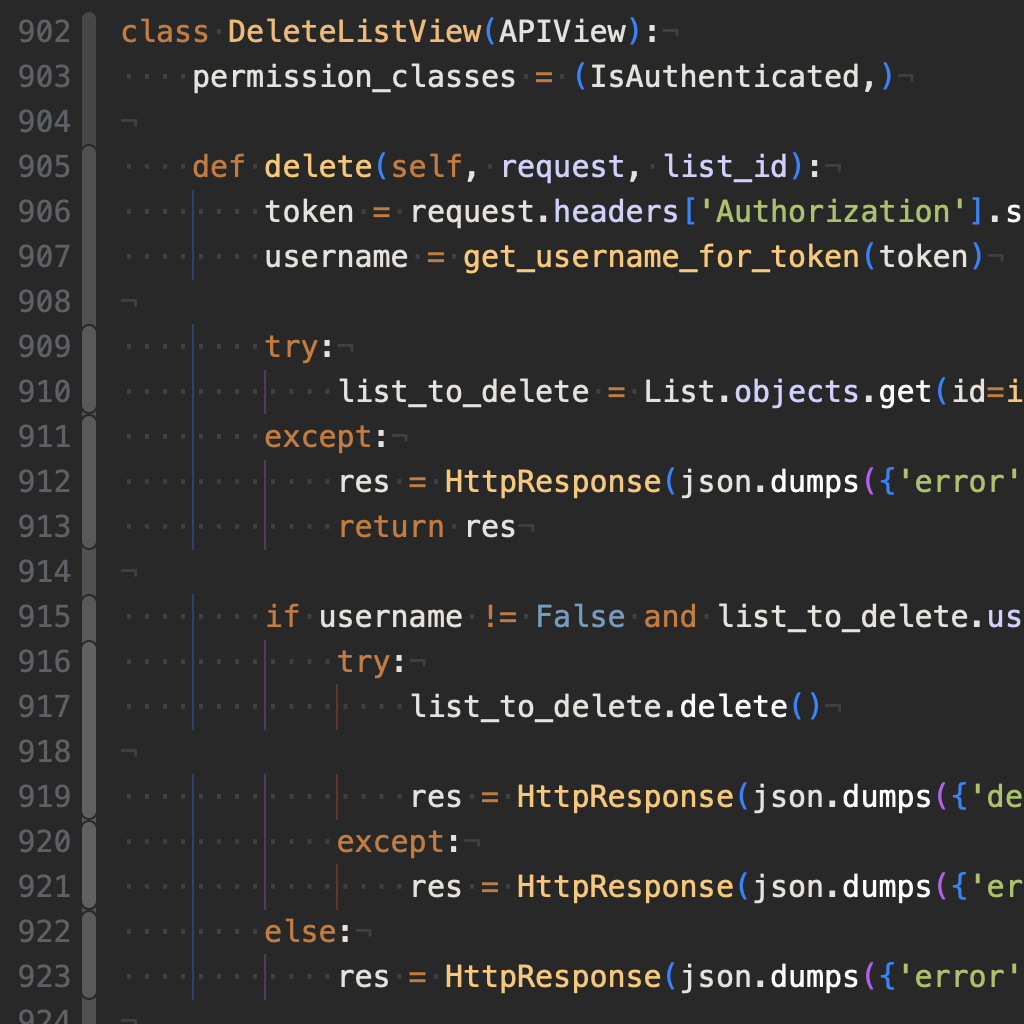 902 class DeleteListView(APIView):
903     permission_classes = (IsAuthenticated,)
904
905     def delete(self, request, list_id):
906         token = request.headers['Authorization'].s
907         username = get_username_for_token(token)
908
909         try:
910             list_to_delete = List.objects.get(id=i
911         except:
912             res = HttpResponse(json.dumps({'error'
913             return res
914
915         if username != False and list_to_delete.us
916             try:
917                 list_to_delete.delete()
918
919                 res = HttpResponse(json.dumps({'de
920             except:
921                 res = HttpResponse(json.dumps({'er
922         else:
923             res = HttpResponse(json.dumps({'error'
924